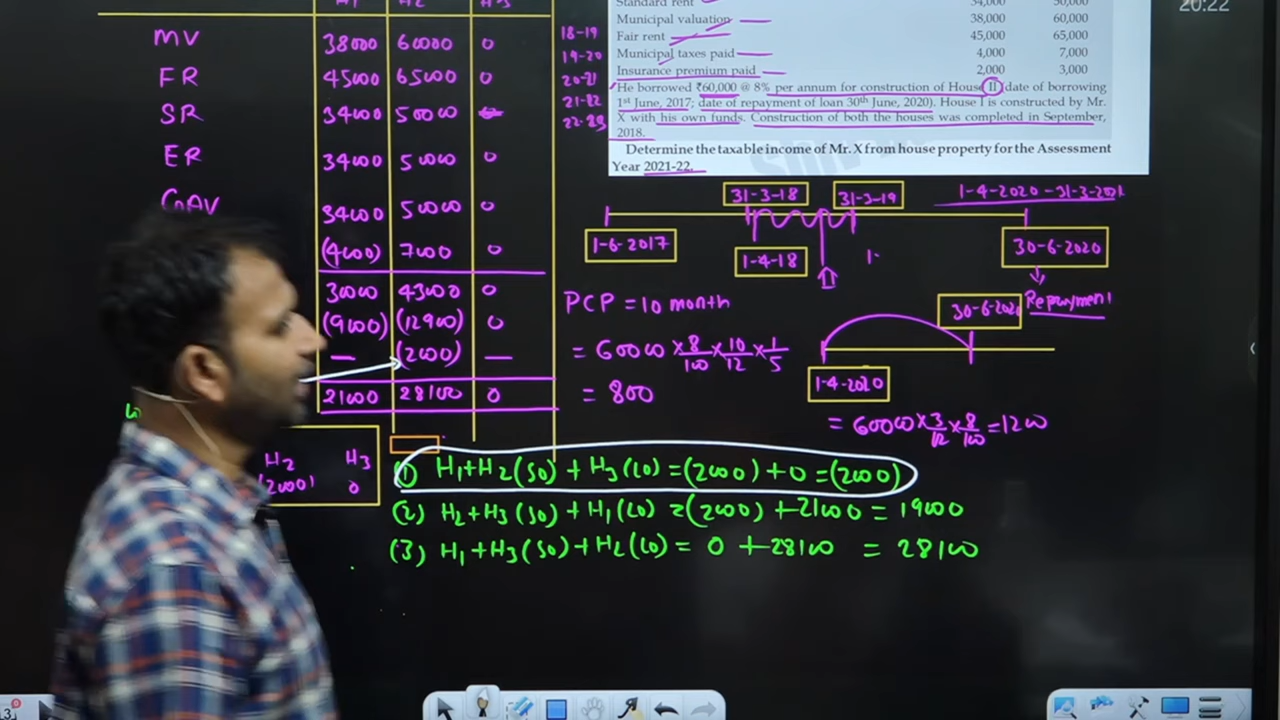 H1 H2 H3
MV 38000 60000 0
FR 45000 65000 0
SR 34000 50000
ER 34000 50000 0
GAV 34000 50000 0
(4000) 7000 0
30000 43000 0
(9000) (12900) 0
— (2000) —
21000 28100 0
H2 H3
(2000) 0
18-19
19-20
20-21
21-22
22-23
20:22
Standard rent 34,000 50,000
Municipal valuation 38,000 60,000
Fair rent 45,000 65,000
Municipal taxes paid 4,000 7,000
Insurance premium paid 2,000 3,000
He borrowed ₹60,000 @ 8% per annum for construction of House II (date of borrowing
1st June, 2017; date of repayment of loan 30th June, 2020). House I is constructed by Mr.
X with his own funds. Construction of both the houses was completed in September,
2018.
Determine the taxable income of Mr. X from house property for the Assessment
Year 2021-22.
31-3-18 31-3-19 1-4-2020 - 31-3-2021
1-6-2017 1-4-18 1- 30-6-2020
Repayment
PCP = 10 month
= 60000 × 8/100 × 10/12 × 1/5
= 800
30-6-2020
1-4-2020
= 60000 × 3/12 × 8/100 = 1200
(1) H1+H2(SO) + H3(LO) = (2000) + 0 = (2000)
(2) H2+H3(SO) + H1(LO) = (2000) + 21000 = 19000
(3) H1+H3(SO) + H2(LO) = 0 + 28100 = 28100